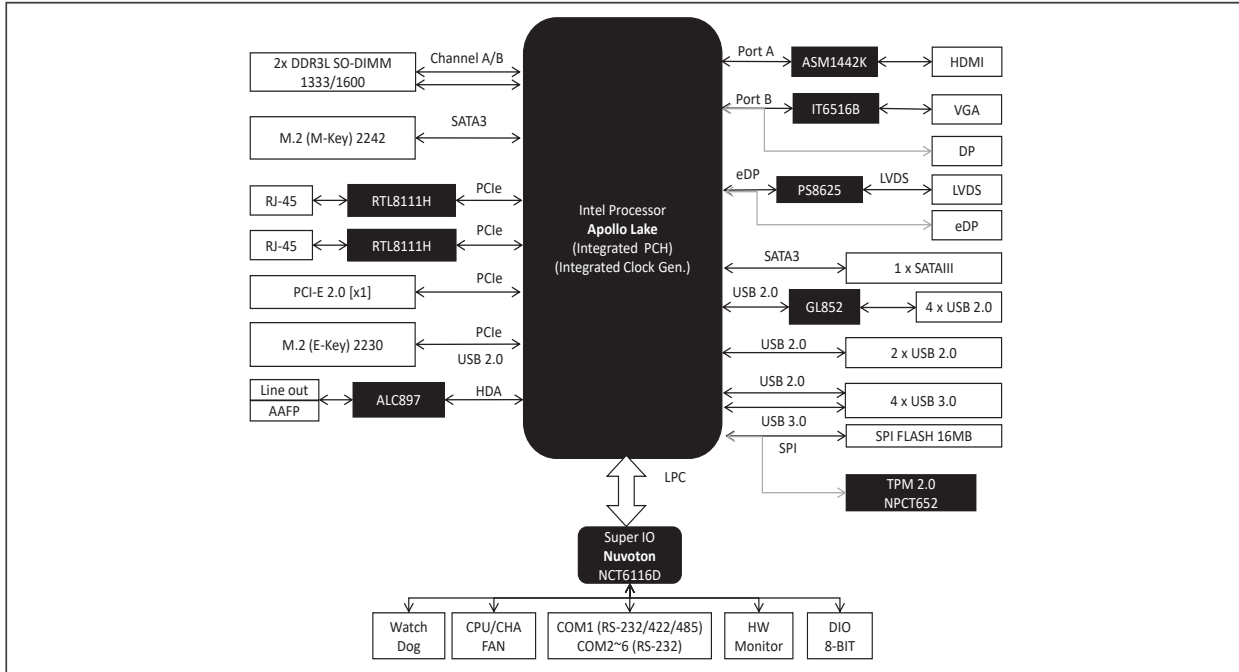 2x DDR3L SO-DIMM
1333/1600
Channel A/B
M.2 (M-Key) 2242
SATA3
RJ-45
RTL8111H
PCIe
RJ-45
RTL8111H
PCIe
PCI-E 2.0 [x1]
PCIe
M.2 (E-Key) 2230
PCIe
USB 2.0
Line out
AAFP
ALC897
HDA
Intel Processor
Apollo Lake
(Integrated PCH)
(Integrated Clock Gen.)
Port A
ASM1442K
HDMI
Port B
IT6516B
VGA
DP
eDP
PS8625
LVDS
LVDS
eDP
SATA3
1 x SATAIII
USB 2.0
GL852
4 x USB 2.0
USB 2.0
2 x USB 2.0
USB 2.0
4 x USB 3.0
USB 3.0
SPI
SPI FLASH 16MB
TPM 2.0
NPCT652
LPC
Super IO
Nuvoton
NCT6116D
Watch
Dog
CPU/CHA
FAN
COM1 (RS-232/422/485)
COM2~6 (RS-232)
HW
Monitor
DIO
8-BIT